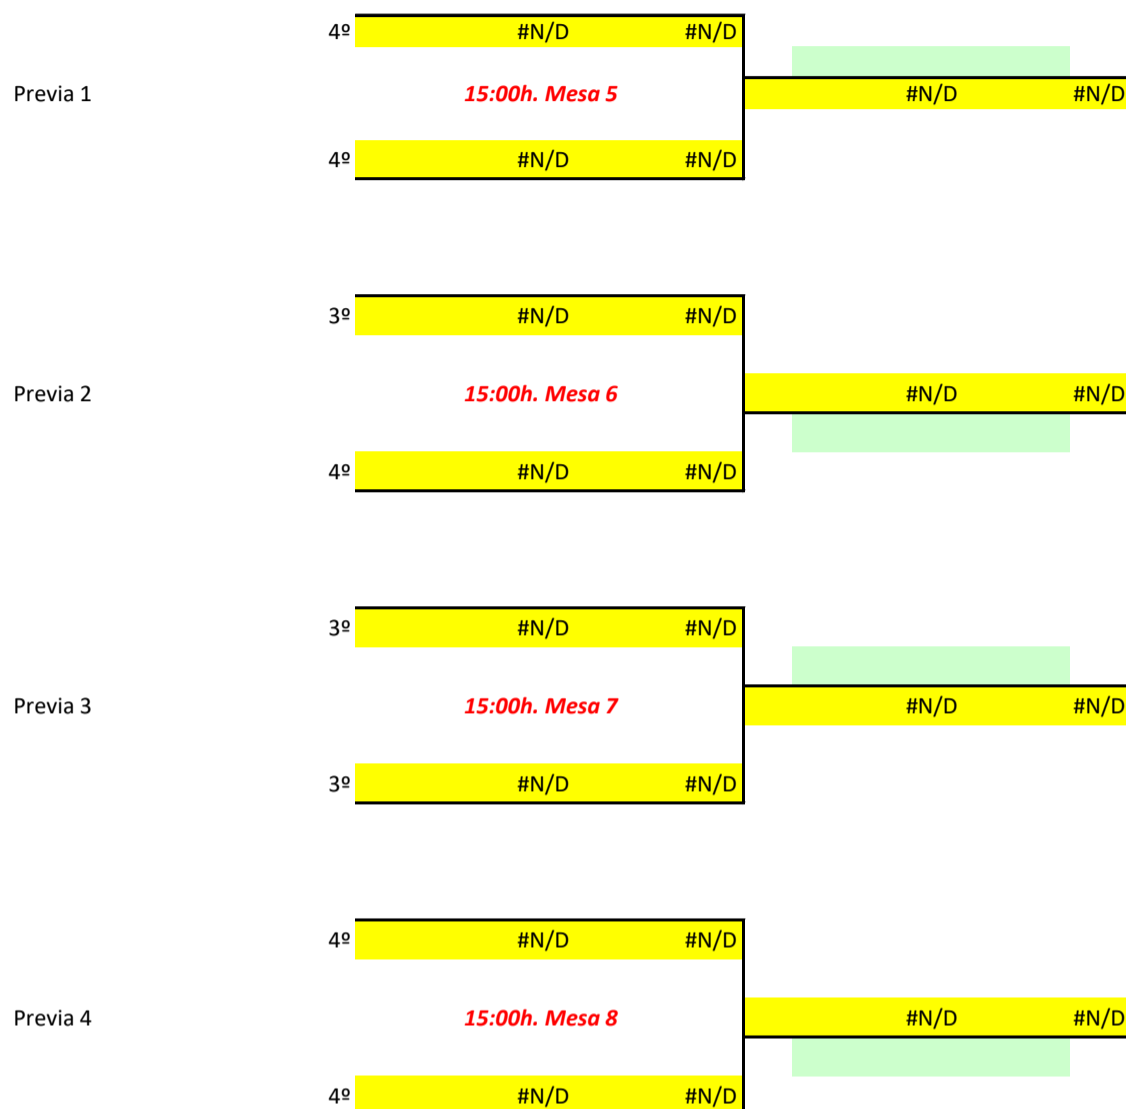 4º #N/D #N/D
Previa 1 15:00h. Mesa 5 #N/D #N/D
4º #N/D #N/D
3º #N/D #N/D
Previa 2 15:00h. Mesa 6 #N/D #N/D
4º #N/D #N/D
3º #N/D #N/D
Previa 3 15:00h. Mesa 7 #N/D #N/D
3º #N/D #N/D
4º #N/D #N/D
Previa 4 15:00h. Mesa 8 #N/D #N/D
4º #N/D #N/D